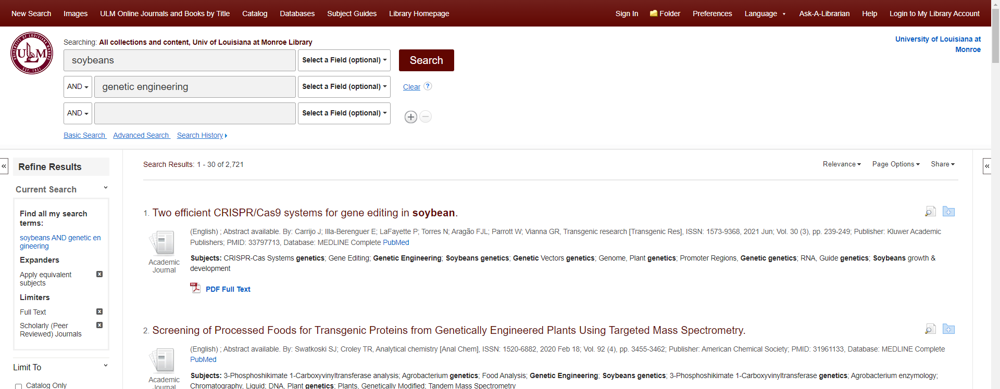 New Search Images ULM Online Journals and Books by Title Catalog Databases Subject Guides Library Homepage Sign In Folder Preferences Language Ask-A-Librarian Help Login to My Library Account
UNIVERSITY OF LOUISIANA MONROE
ULM
EST. 1931
Searching: All collections and content, Univ of Louisiana at Monroe Library
University of Louisiana at
Monroe
soybeans Select a Field (optional) Search
AND genetic engineering Select a Field (optional) Clear ?
AND Select a Field (optional)
Basic Search Advanced Search Search History
« Refine Results
Current Search
Find all my search
terms:
soybeans AND genetic en
gineering
Expanders
Apply equivalent
subjects
Limiters
Full Text
Scholarly (Peer
Reviewed) Journals
Limit To
Catalog Only
Search Results: 1 - 30 of 2,721 Relevance Page Options Share «
1. Two efficient CRISPR/Cas9 systems for gene editing in soybean.
Academic
Journal
(English) ; Abstract available. By: Carrijo J; Illa-Berenguer E; LaFayette P; Torres N; Aragão FJL; Parrott W; Vianna GR, Transgenic research [Transgenic Res], ISSN: 1573-9368, 2021 Jun; Vol. 30 (3), pp. 239-249; Publisher: Kluwer Academic
Publishers; PMID: 33797713, Database: MEDLINE Complete PubMed
Subjects: CRISPR-Cas Systems genetics; Gene Editing; Genetic Engineering; Soybeans genetics; Genetic Vectors genetics; Genome, Plant genetics; Promoter Regions, Genetic genetics; RNA, Guide genetics; Soybeans growth &
development
PDF Full Text
2. Screening of Processed Foods for Transgenic Proteins from Genetically Engineered Plants Using Targeted Mass Spectrometry.
Academic
Journal
(English) ; Abstract available. By: Swatkoski SJ; Croley TR, Analytical chemistry [Anal Chem], ISSN: 1520-6882, 2020 Feb 18; Vol. 92 (4), pp. 3455-3462; Publisher: American Chemical Society; PMID: 31961133, Database: MEDLINE Complete
PubMed
Subjects: 3-Phosphoshikimate 1-Carboxyvinyltransferase analysis; Agrobacterium genetics; Food Analysis; Genetic Engineering; Soybeans genetics; 3-Phosphoshikimate 1-Carboxyvinyltransferase genetics; Agrobacterium enzymology;
Chromatography, Liquid; DNA, Plant genetics; Plants, Genetically Modified; Tandem Mass Spectrometry